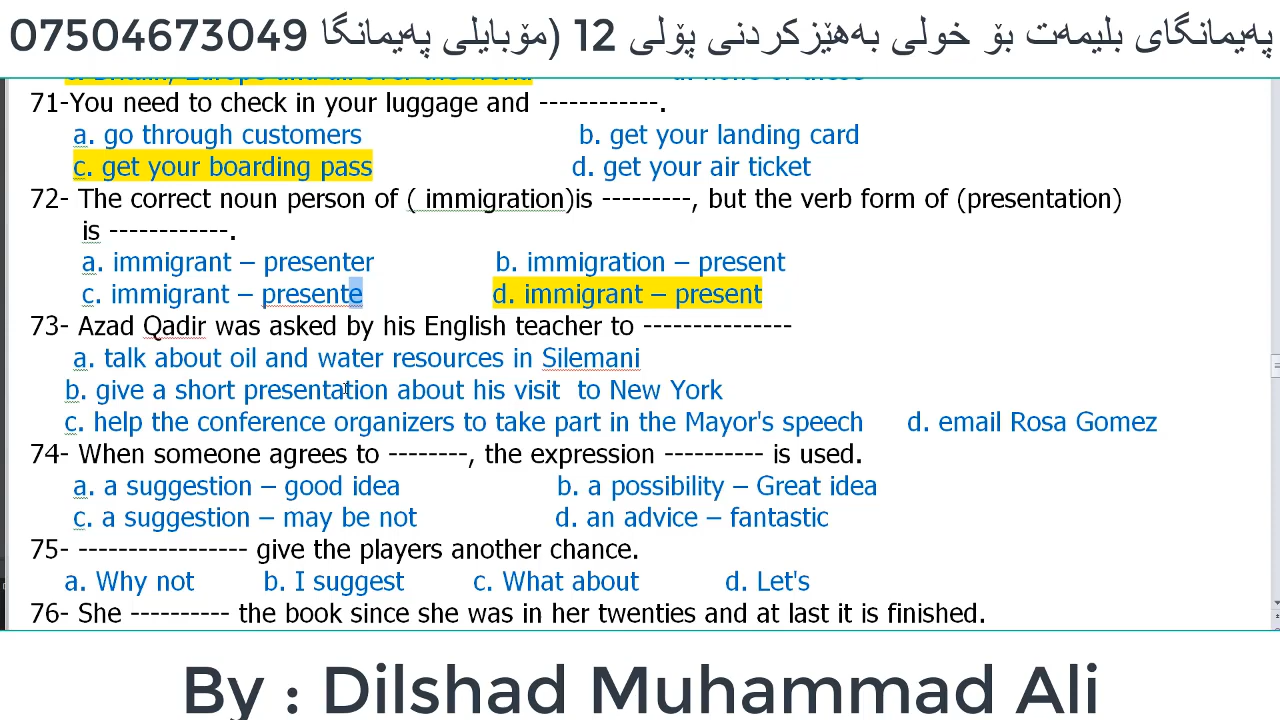 پەیمانگای بلیمەت بۆ خولی بەهێزکردنی پۆلی 12 (مۆبایلی پەیمانگا 07504673049
71-You need to check in your luggage and ------------.
a. go through customers b. get your landing card
c. get your boarding pass d. get your air ticket
72- The correct noun person of ( immigration)is ---------, but the verb form of (presentation)
is ------------.
a. immigrant – presenter b. immigration – present
c. immigrant – presente d. immigrant – present
73- Azad Qadir was asked by his English teacher to ---------------
a. talk about oil and water resources in Silemani
b. give a short presentation about his visit to New York
c. help the conference organizers to take part in the Mayor's speech d. email Rosa Gomez
74- When someone agrees to --------, the expression ---------- is used.
a. a suggestion – good idea b. a possibility – Great idea
c. a suggestion – may be not d. an advice – fantastic
75- ----------------- give the players another chance.
a. Why not b. I suggest c. What about d. Let's
76- She ---------- the book since she was in her twenties and at last it is finished.
By : Dilshad Muhammad Ali